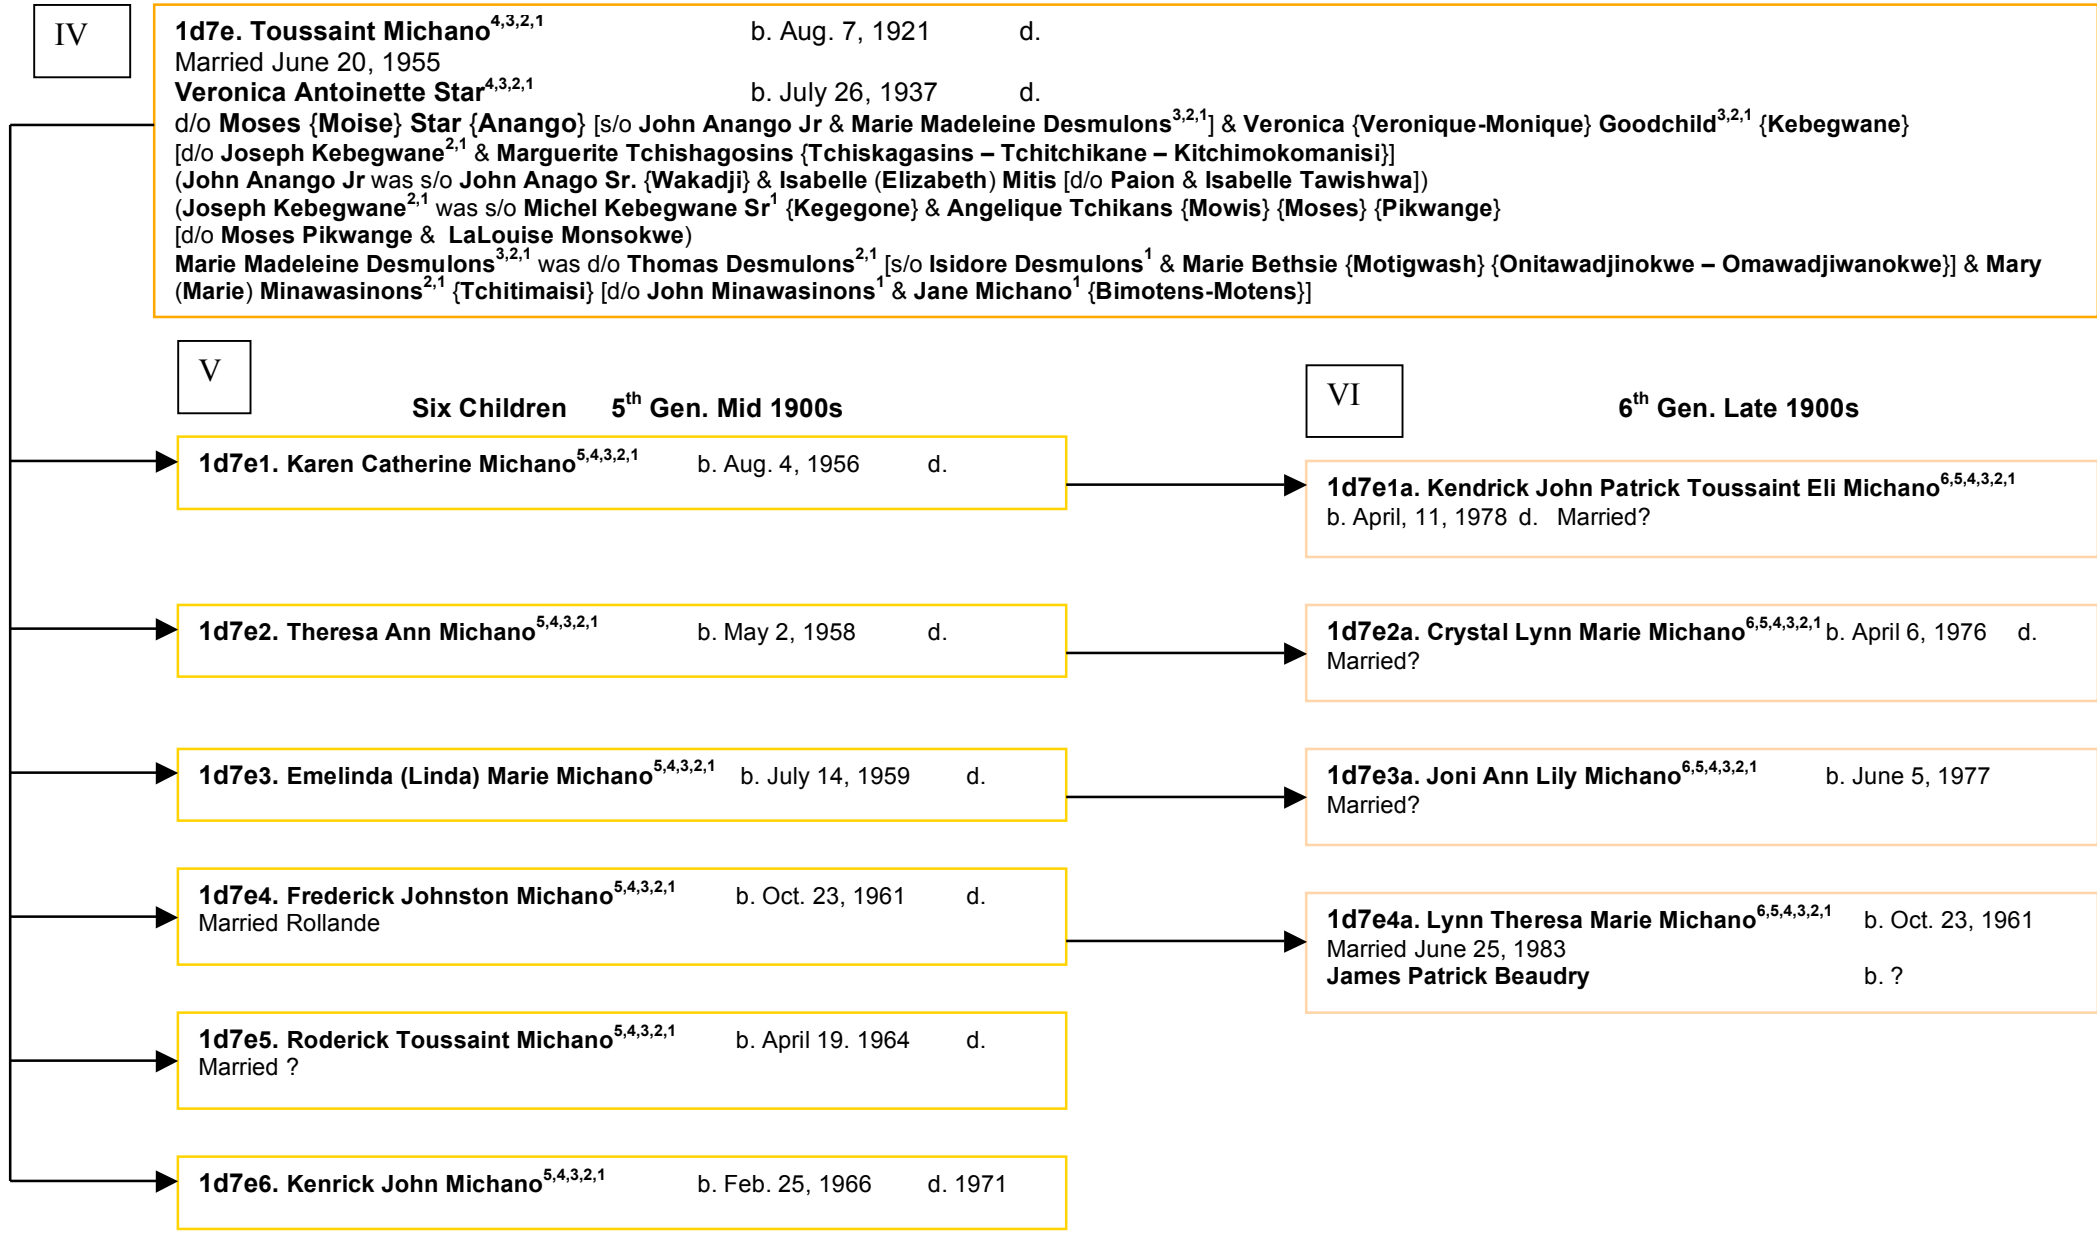 IV
1d7e. Toussaint Michano4,3,2,1 b. Aug. 7, 1921 d.
Married June 20, 1955
Veronica Antoinette Star4,3,2,1 b. July 26, 1937 d.
d/o Moses {Moise} Star {Anango} [s/o John Anango Jr & Marie Madeleine Desmulons3,2,1] & Veronica {Veronique-Monique} Goodchild3,2,1 {Kebegwane}
[d/o Joseph Kebegwane2,1 & Marguerite Tchishagosins {Tchiskagasins – Tchitchikane – Kitchimokomanisi}]
(John Anango Jr was s/o John Anago Sr. {Wakadji} & Isabelle (Elizabeth) Mitis [d/o Paion & Isabelle Tawishwa])
(Joseph Kebegwane2,1 was s/o Michel Kebegwane Sr1 {Kegegone} & Angelique Tchikans {Mowis} {Moses} {Pikwange}
[d/o Moses Pikwange & LaLouise Monsokwe)
Marie Madeleine Desmulons3,2,1 was d/o Thomas Desmulons2,1 [s/o Isidore Desmulons1 & Marie Bethsie {Motigwash} {Onitawadjinokwe – Omawadjiwanokwe}] & Mary
(Marie) Minawasinons2,1 {Tchitimaisi} [d/o John Minawasinons1 & Jane Michano1 {Bimotens-Motens}]
V
Six Children 5th Gen. Mid 1900s
VI
6th Gen. Late 1900s
1d7e1. Karen Catherine Michano5,4,3,2,1 b. Aug. 4, 1956 d.
1d7e1a. Kendrick John Patrick Toussaint Eli Michano6,5,4,3,2,1
b. April, 11, 1978 d. Married?
1d7e2. Theresa Ann Michano5,4,3,2,1 b. May 2, 1958 d.
1d7e2a. Crystal Lynn Marie Michano6,5,4,3,2,1 b. April 6, 1976 d.
Married?
1d7e3. Emelinda (Linda) Marie Michano5,4,3,2,1 b. July 14, 1959 d.
1d7e3a. Joni Ann Lily Michano6,5,4,3,2,1 b. June 5, 1977
Married?
1d7e4. Frederick Johnston Michano5,4,3,2,1 b. Oct. 23, 1961 d.
Married Rollande
1d7e4a. Lynn Theresa Marie Michano6,5,4,3,2,1 b. Oct. 23, 1961
Married June 25, 1983
James Patrick Beaudry b. ?
1d7e5. Roderick Toussaint Michano5,4,3,2,1 b. April 19. 1964 d.
Married ?
1d7e6. Kenrick John Michano5,4,3,2,1 b. Feb. 25, 1966 d. 1971